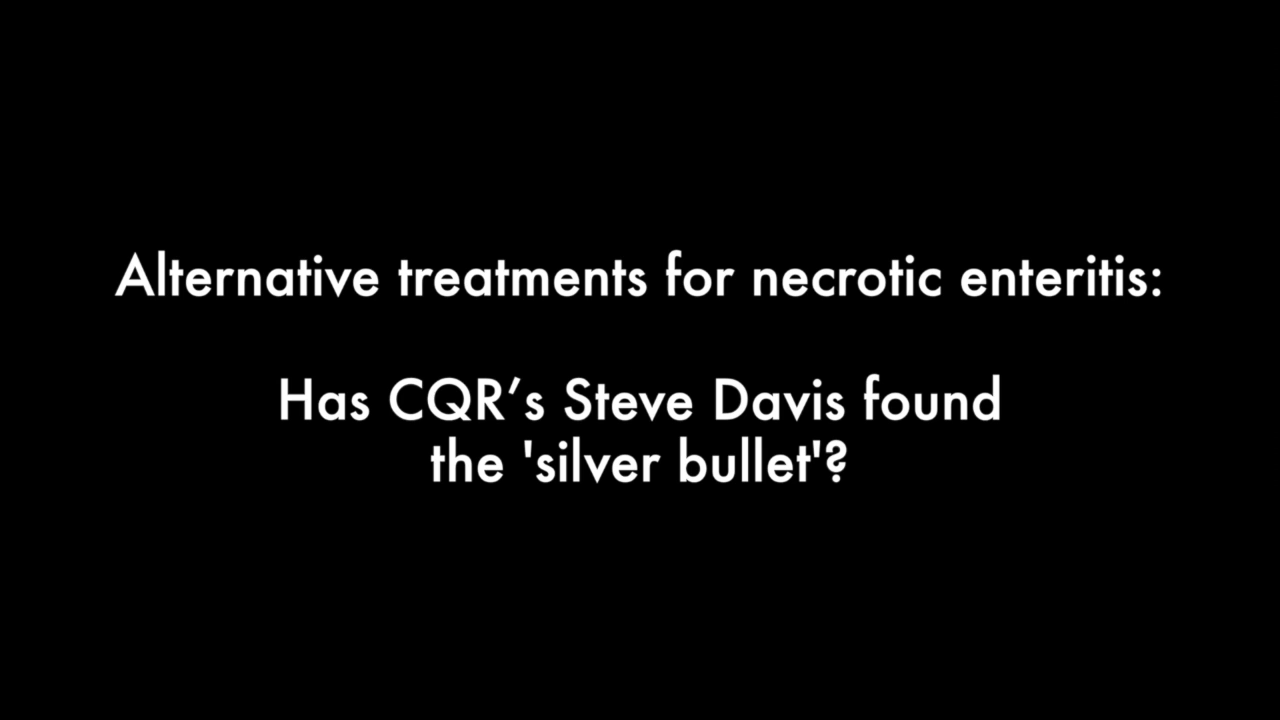 Alternative treatments for necrotic enteritis:
Has CQR’s Steve Davis found
the 'silver bullet'?